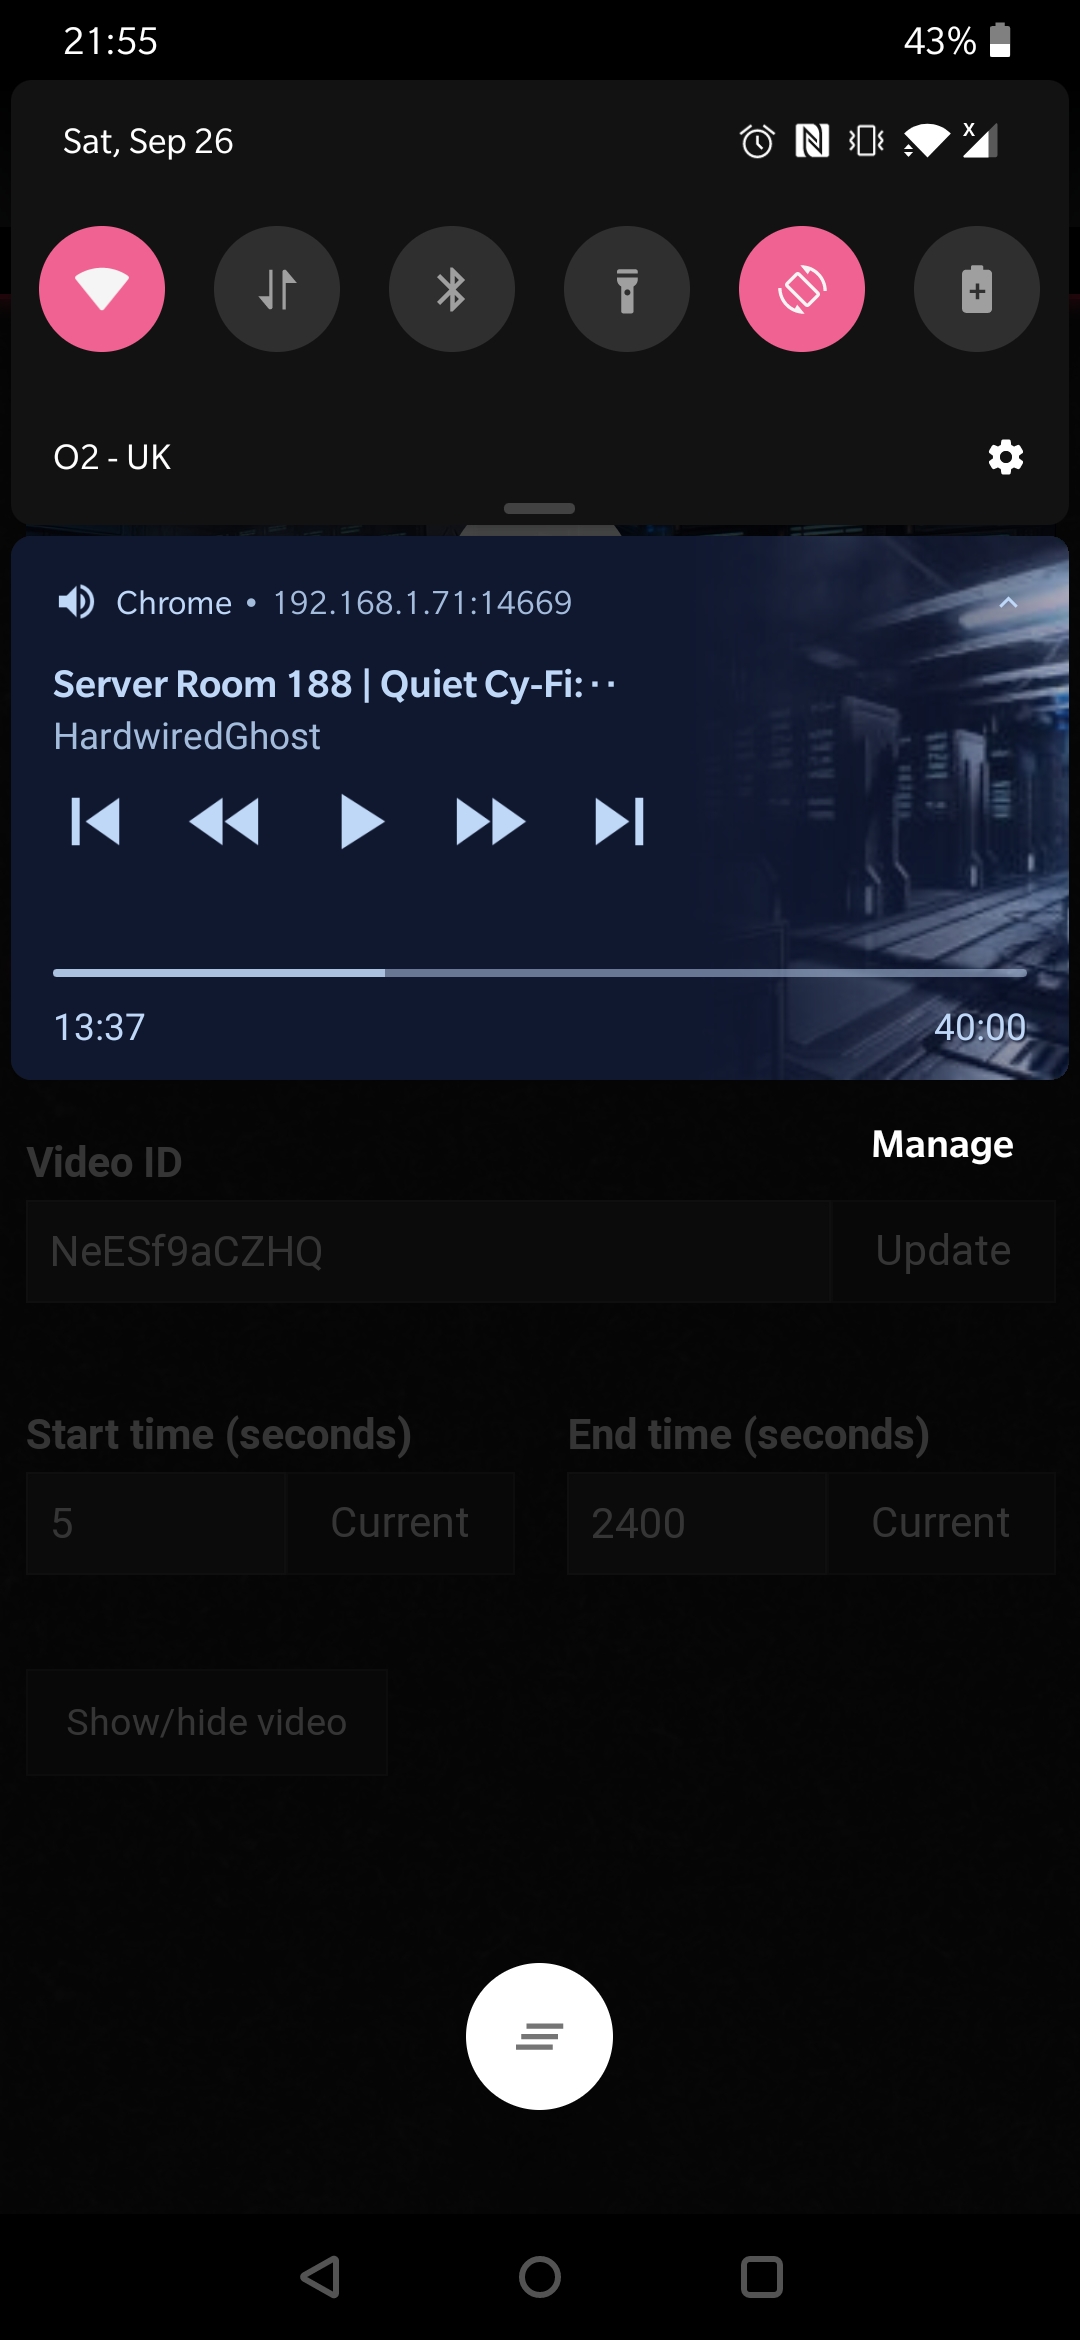 21:55 43%
Sat, Sep 26
O2 - UK
Chrome • 192.168.1.71:14669
Server Room 188 | Quiet Cy-Fi:··
HardwiredGhost
13:37 40:00
Manage
Video ID
NeESf9aCZHQ Update
Start time (seconds) End time (seconds)
5 Current 2400 Current
Show/hide video